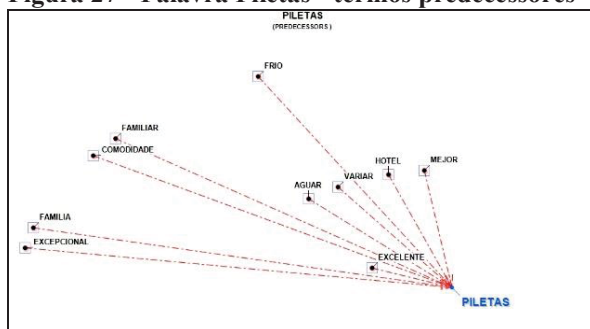 Figura 27 - Palavra Piletas - termos predecessores
PILETAS
(PREDECESSORS)
FRIO
FAMILIAR
COMODIDADE
HOTEL
MEJOR
VARIAR
AGUAR
FAMILIA
EXCEPCIONAL
EXCELENTE
PILETAS